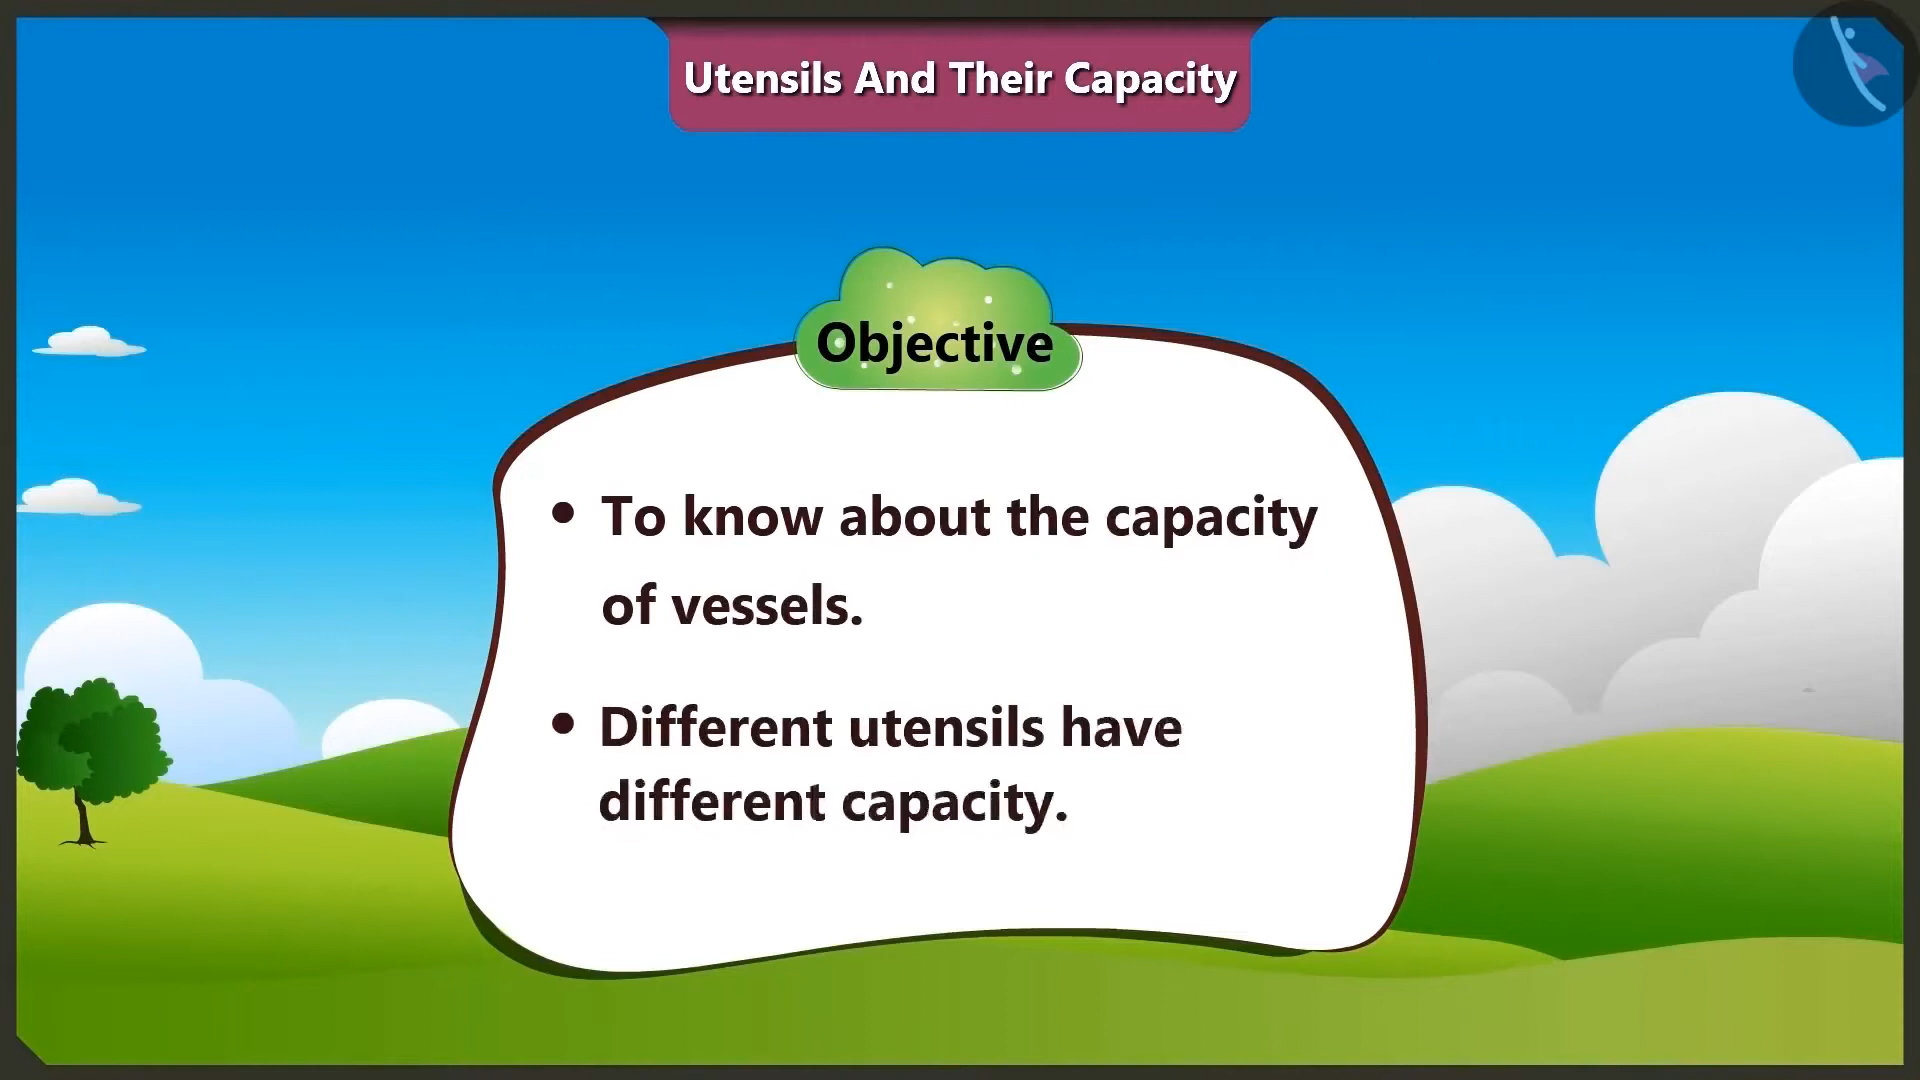 Utensils And Their Capacity
Objective
• To know about the capacity
of vessels.
• Different utensils have
different capacity.